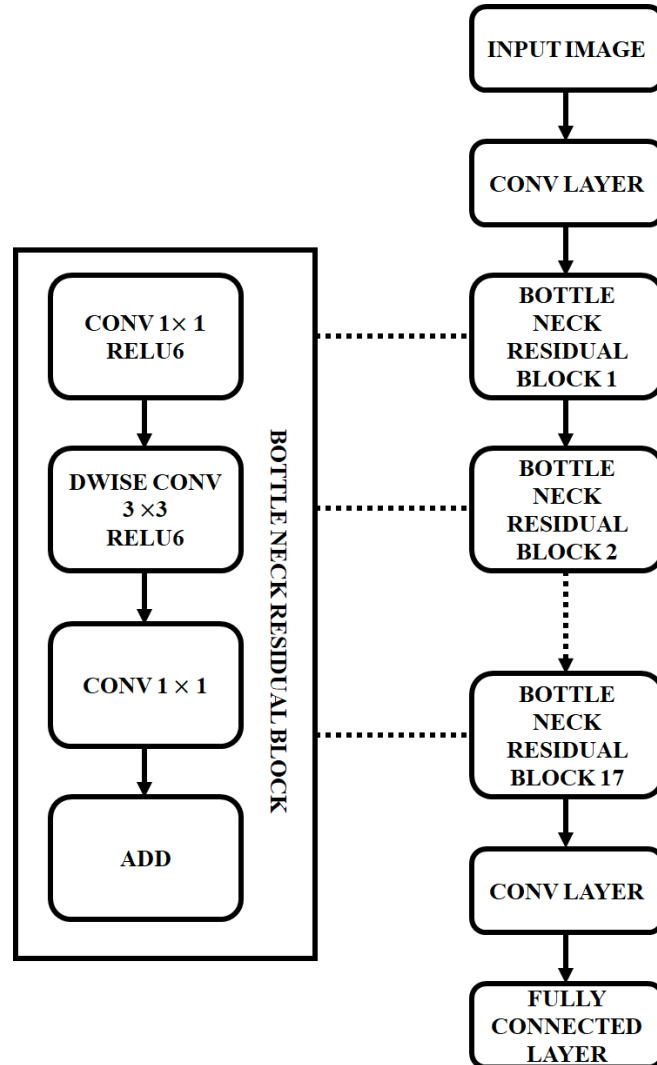 INPUT IMAGE
CONV LAYER
BOTTLE
NECK
RESIDUAL
BLOCK 1
BOTTLE
NECK
RESIDUAL
BLOCK 2
BOTTLE
NECK
RESIDUAL
BLOCK 17
CONV LAYER
FULLY
CONNECTED
LAYER
CONV 1× 1
RELU6
DWISE CONV
3 ×3
RELU6
CONV 1 × 1
ADD
BOTTLE NECK RESIDUAL BLOCK